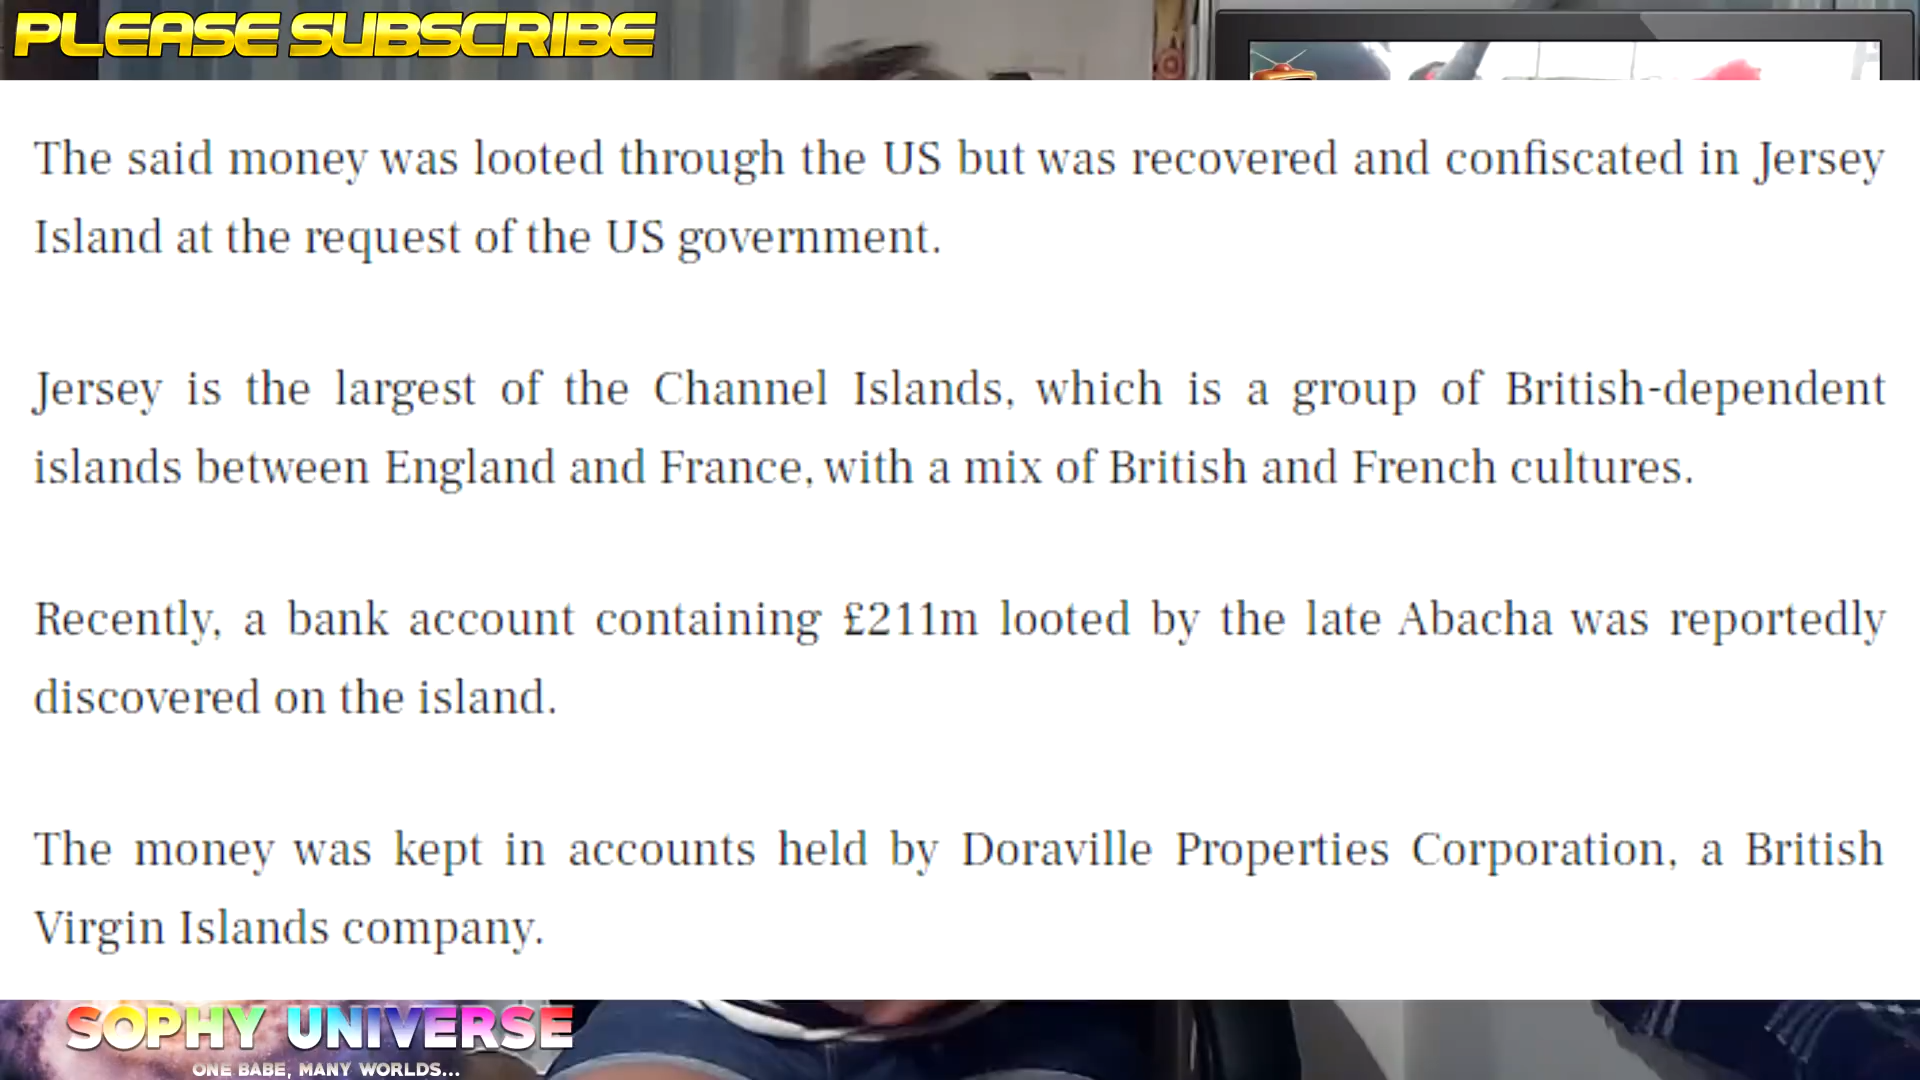 PLEASE SUBSCRIBE
The said money was looted through the US but was recovered and confiscated in Jersey
Island at the request of the US government.
Jersey is the largest of the Channel Islands, which is a group of British-dependent
islands between England and France, with a mix of British and French cultures.
Recently, a bank account containing £211m looted by the late Abacha was reportedly
discovered on the island.
The money was kept in accounts held by Doraville Properties Corporation, a British
Virgin Islands company.
SOPHY UNIVERSE
ONE BABE, MANY WORLDS...